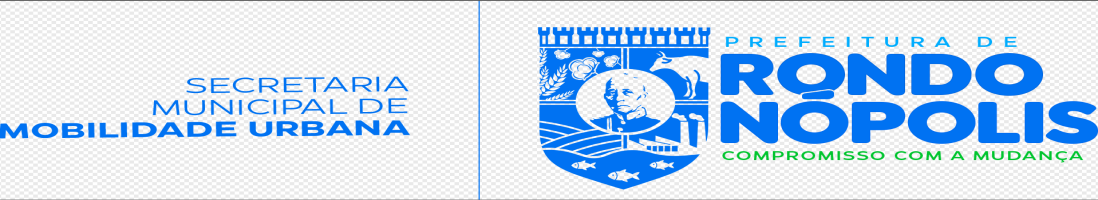 SECRETARIA
MUNICIPAL DE
MOBILIDADE URBANA
PREFEITURA DE
RONDO
NÓPOLIS
COMPROMISSO COM A MUDANÇA